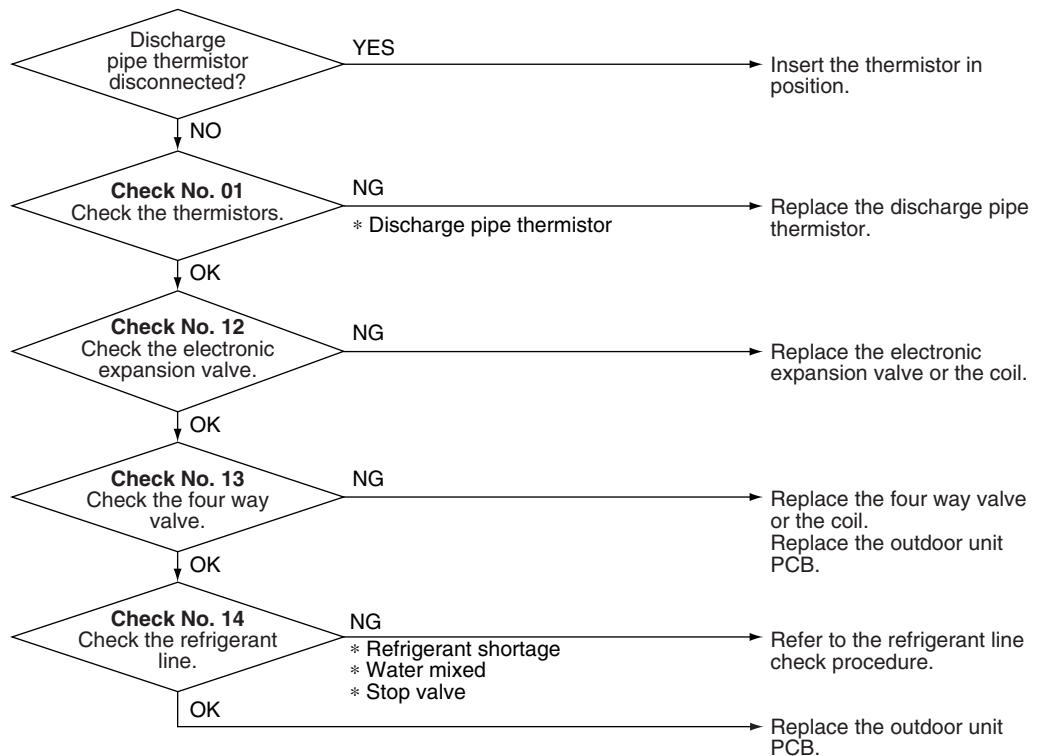 Discharge
pipe thermistor
disconnected?
YES
Insert the thermistor in
position.
NO
Check No. 01
Check the thermistors.
NG
* Discharge pipe thermistor
Replace the discharge pipe
thermistor.
OK
Check No. 12
Check the electronic
expansion valve.
NG
Replace the electronic
expansion valve or the coil.
OK
Check No. 13
Check the four way
valve.
NG
Replace the four way valve
or the coil.
Replace the outdoor unit
PCB.
OK
Check No. 14
Check the refrigerant
line.
NG
* Refrigerant shortage
* Water mixed
* Stop valve
Refer to the refrigerant line
check procedure.
OK
Replace the outdoor unit
PCB.